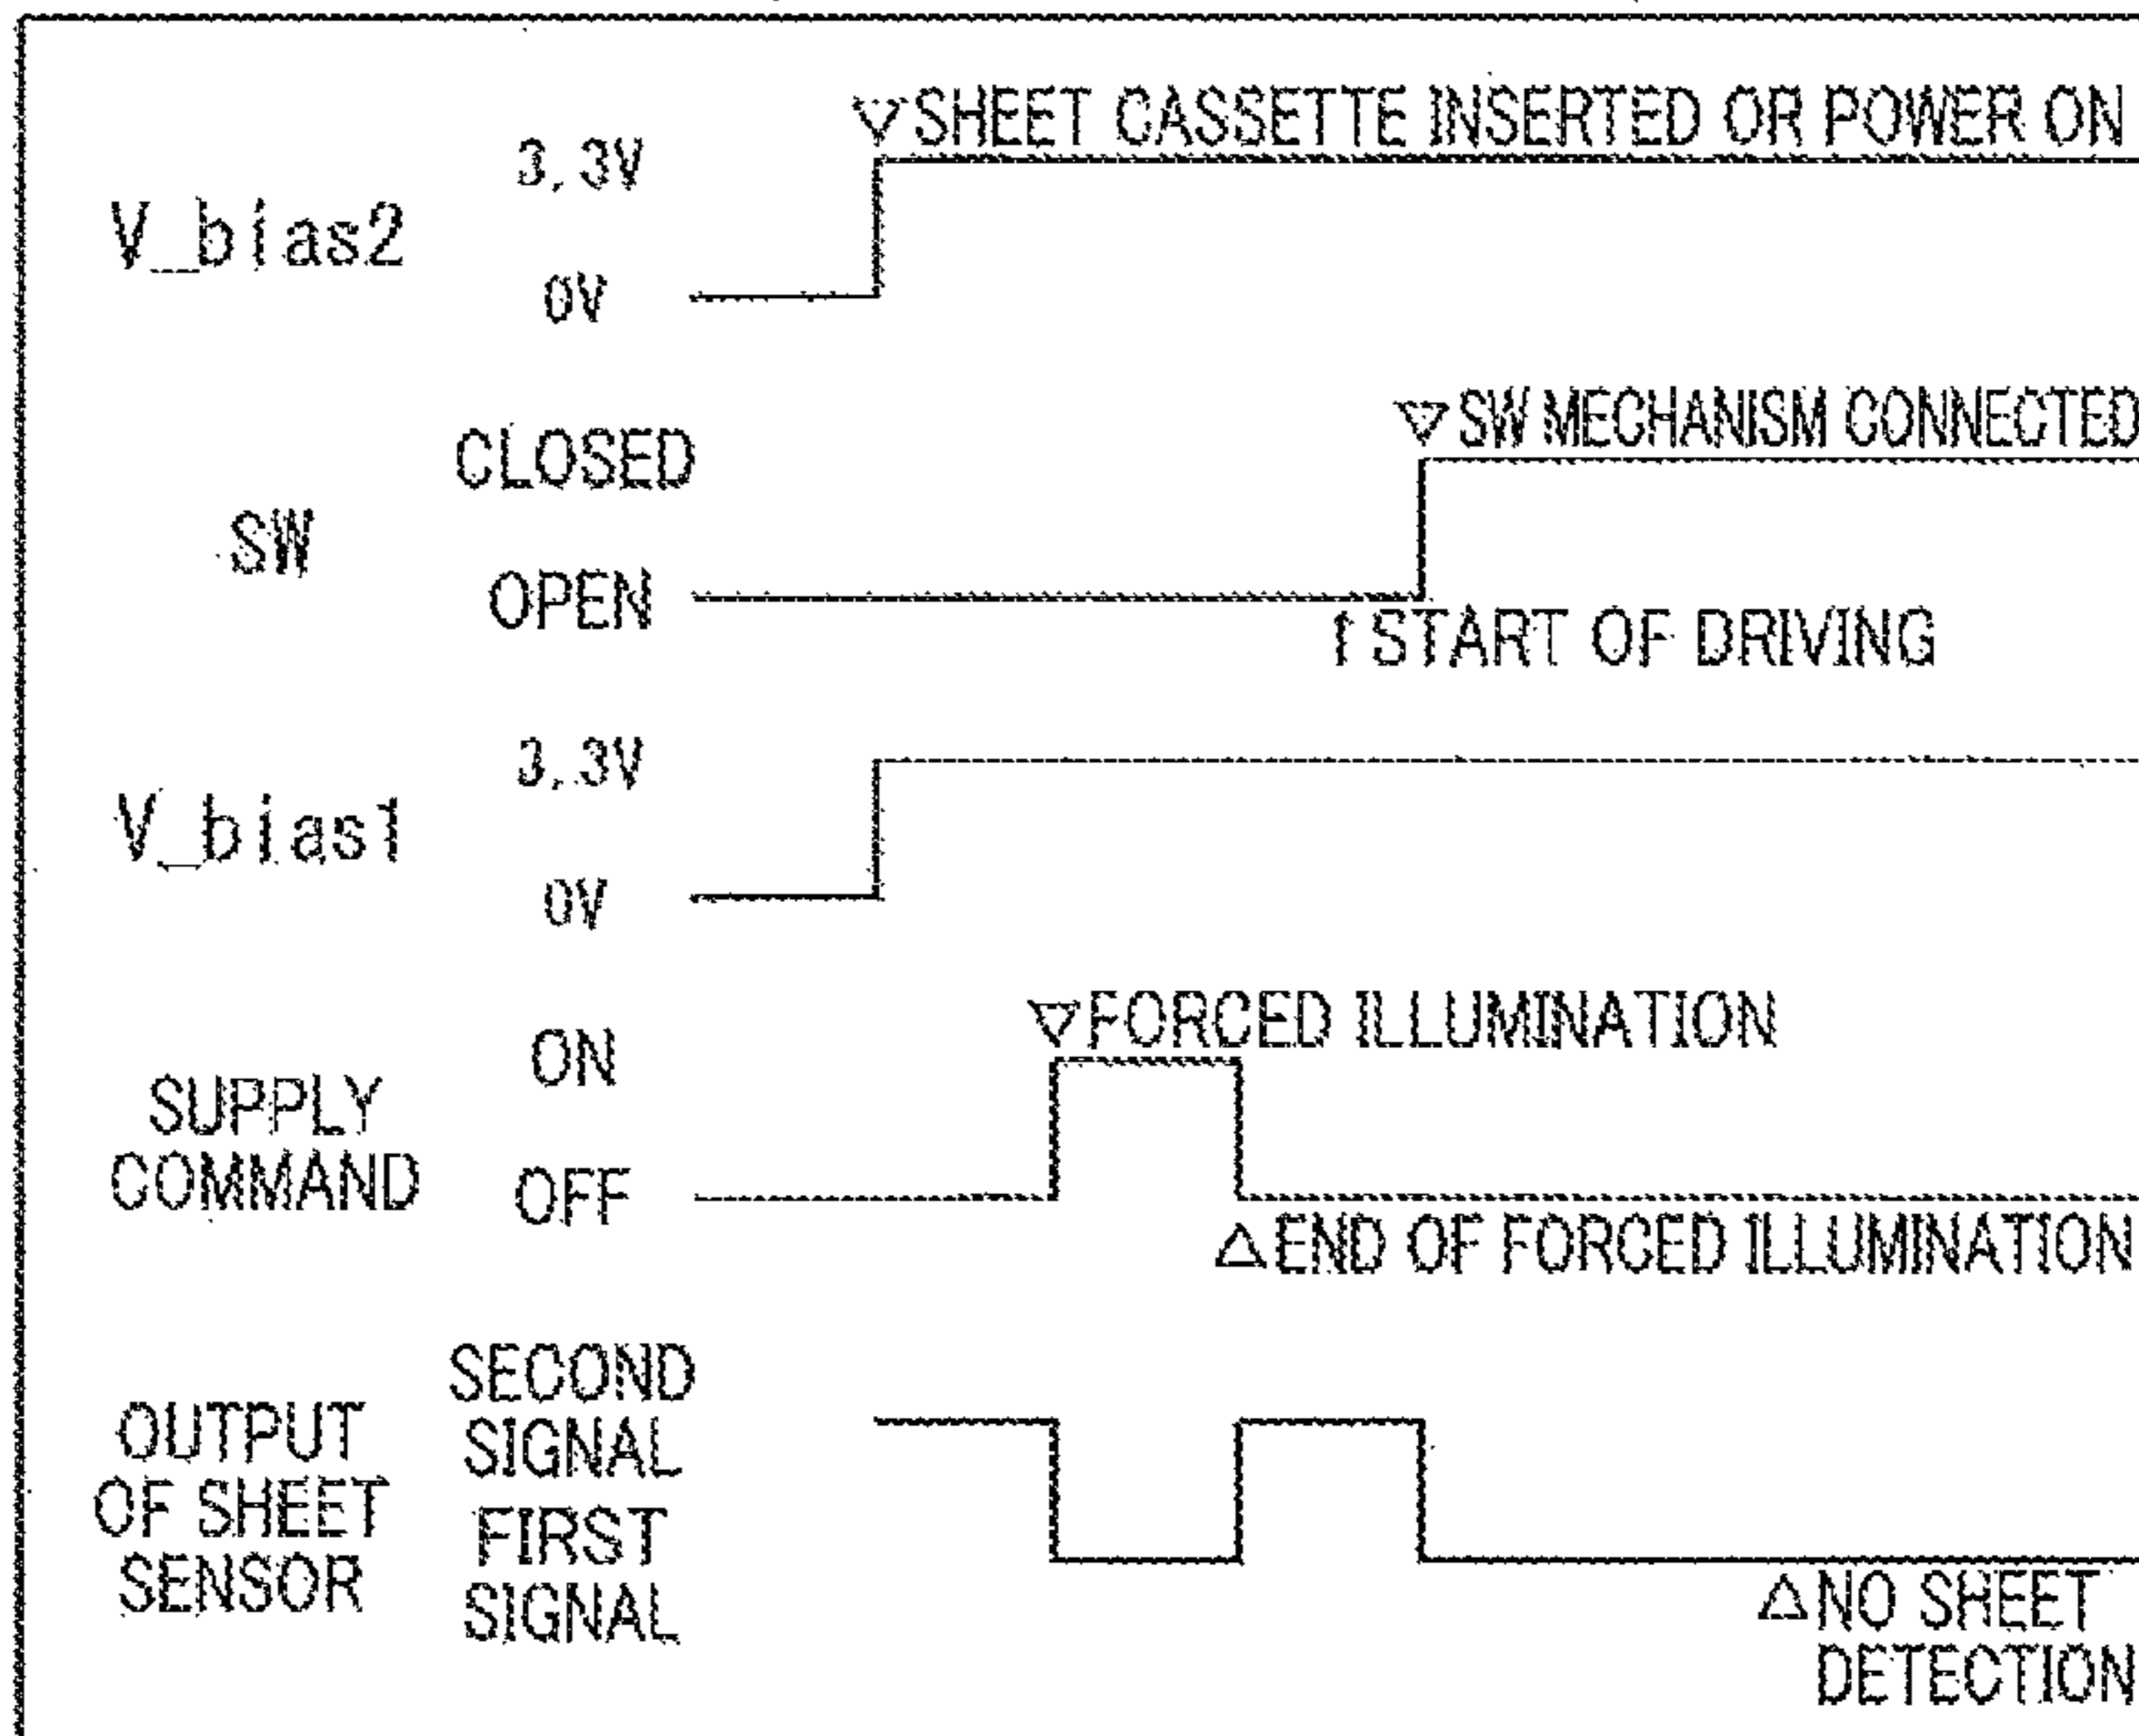 ▽SHEET CASSETTE INSERTED OR POWER ON
3.3V
V_bias2
0V
▽SW MECHANISM CONNECTED
CLOSED
SW
OPEN
↑START OF DRIVING
3.3V
V_bias1
0V
▽FORCED ILLUMINATION
ON
SUPPLY
COMMAND
OFF
△END OF FORCED ILLUMINATION
SECOND
SIGNAL
OUTPUT
OF SHEET
SENSOR
FIRST
SIGNAL
△NO SHEET
DETECTION